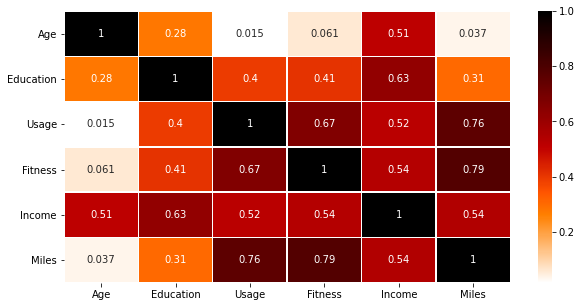 1.0
Age 1 0.28 0.015 0.061 0.51 0.037
Education 0.28 1 0.4 0.41 0.63 0.31
0.8
Usage 0.015 0.4 1 0.67 0.52 0.76
0.6
Fitness 0.061 0.41 0.67 1 0.54 0.79
0.4
Income 0.51 0.63 0.52 0.54 1 0.54
0.2
Miles 0.037 0.31 0.76 0.79 0.54 1
Age Education Usage Fitness Income Miles